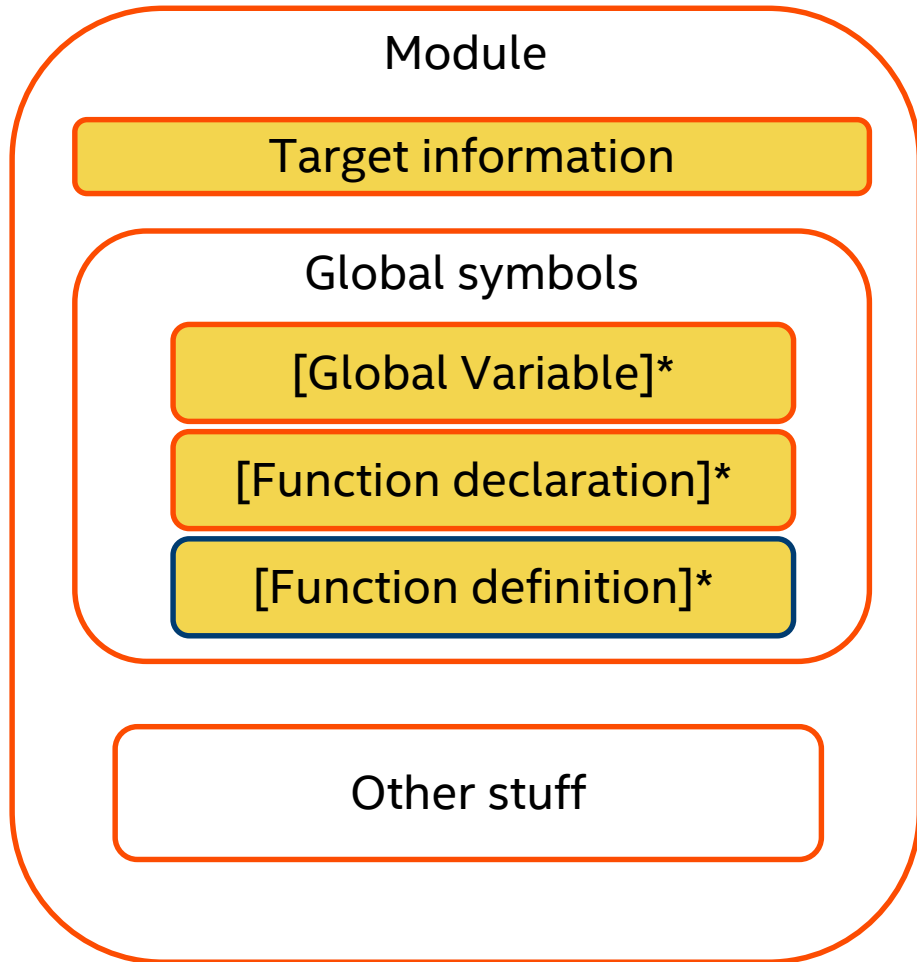 Module
Target information
Global symbols
[Global Variable]*
[Function declaration]*
[Function definition]*
Other stuff